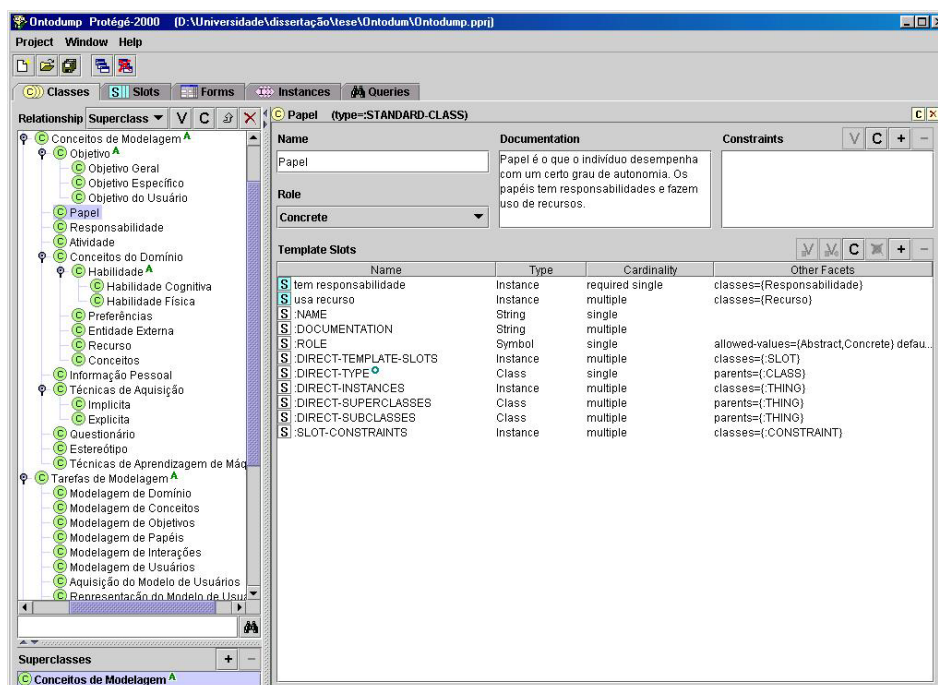 Ontodump Protégé-2000 (D:\Universidade\dissertação\tese\Ontodum\Ontodump.pprj)
Project Window Help
C Classes S Slots Forms Instances Queries
Relationship Superclass V C
Conceitos de Modelagem A
Objetivo A
Objetivo Geral
Objetivo Específico
Objetivo do Usuário
Papel
Responsabilidade
Atividade
Conceitos do Domínio
Habilidade A
Habilidade Cognitiva
Habilidade Física
Preferências
Entidade Externa
Recurso
Conceitos
Informação Pessoal
Técnicas de Aquisição
Implicita
Explicita
Questionário
Estereótipo
Técnicas de Aprendizagem de Máq
Tarefas de Modelagem A
Modelagem de Domínio
Modelagem de Conceitos
Modelagem de Objetivos
Modelagem de Papéis
Modelagem de Interações
Modelagem de Usuários
Aquisição do Modelo de Usuários
Representação do Modelo de Usua
Superclasses + -
Conceitos de Modelagem A
C Papel (type=:STANDARD-CLASS) C X
Name
Papel
Role
Concrete
Documentation
Papel é o que o indivíduo desempenha
com um certo grau de autonomia. Os
papéis tem responsabilidades e fazem
uso de recursos.
Constraints V C + -
Template Slots V V C + -
Name Type Cardinality Other Facets
S tem responsabilidade Instance required single classes={Responsabilidade}
S usa recurso Instance multiple classes={Recurso}
S :NAME String single
S :DOCUMENTATION String multiple
S :ROLE Symbol single allowed-values={Abstract,Concrete} defau...
S :DIRECT-TEMPLATE-SLOTS Instance multiple classes={:SLOT}
S :DIRECT-TYPE Class single parents={:CLASS}
S :DIRECT-INSTANCES Instance multiple classes={:THING}
S :DIRECT-SUPERCLASSES Class multiple parents={:THING}
S :DIRECT-SUBCLASSES Class multiple parents={:THING}
S :SLOT-CONSTRAINTS Instance multiple classes={:CONSTRAINT}